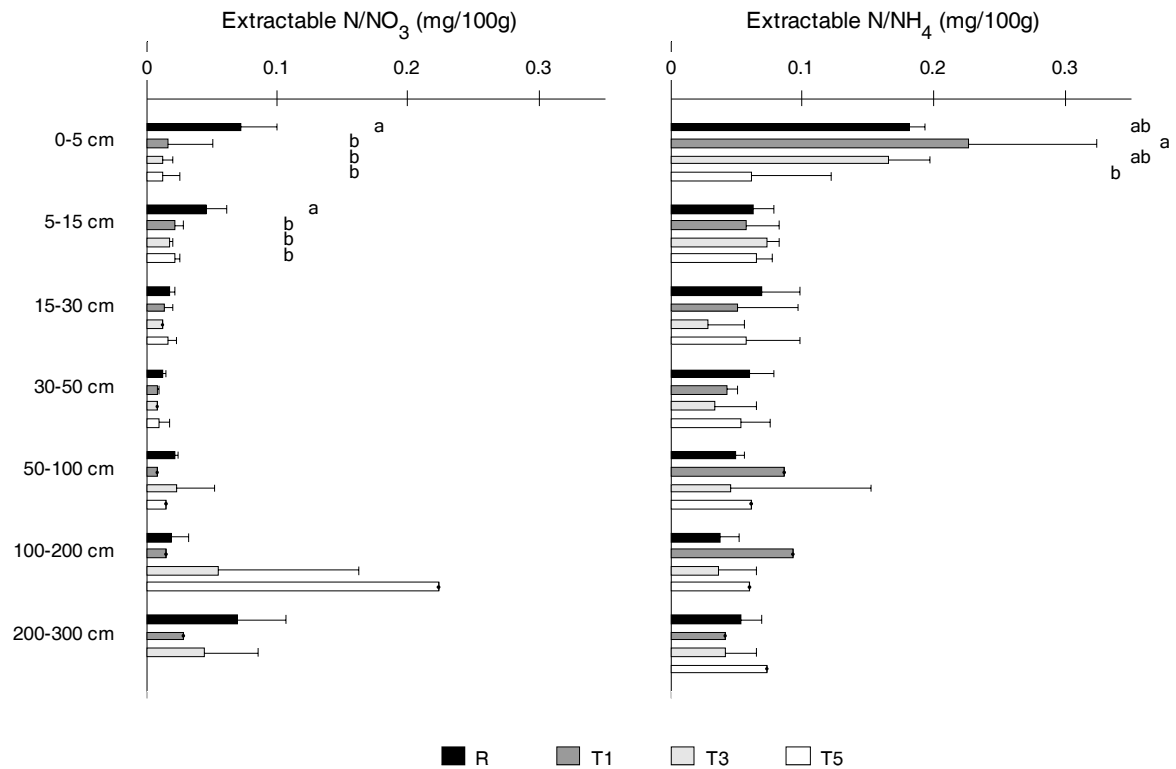 Extractable N/NO3 (mg/100g)
Extractable N/NH4 (mg/100g)
0 0.1 0.2 0.3
0 0.1 0.2 0.3
0-5 cm
a
b
b
b
ab
a
ab
b
5-15 cm
a
b
b
b
15-30 cm
30-50 cm
50-100 cm
100-200 cm
200-300 cm
R T1 T3 T5